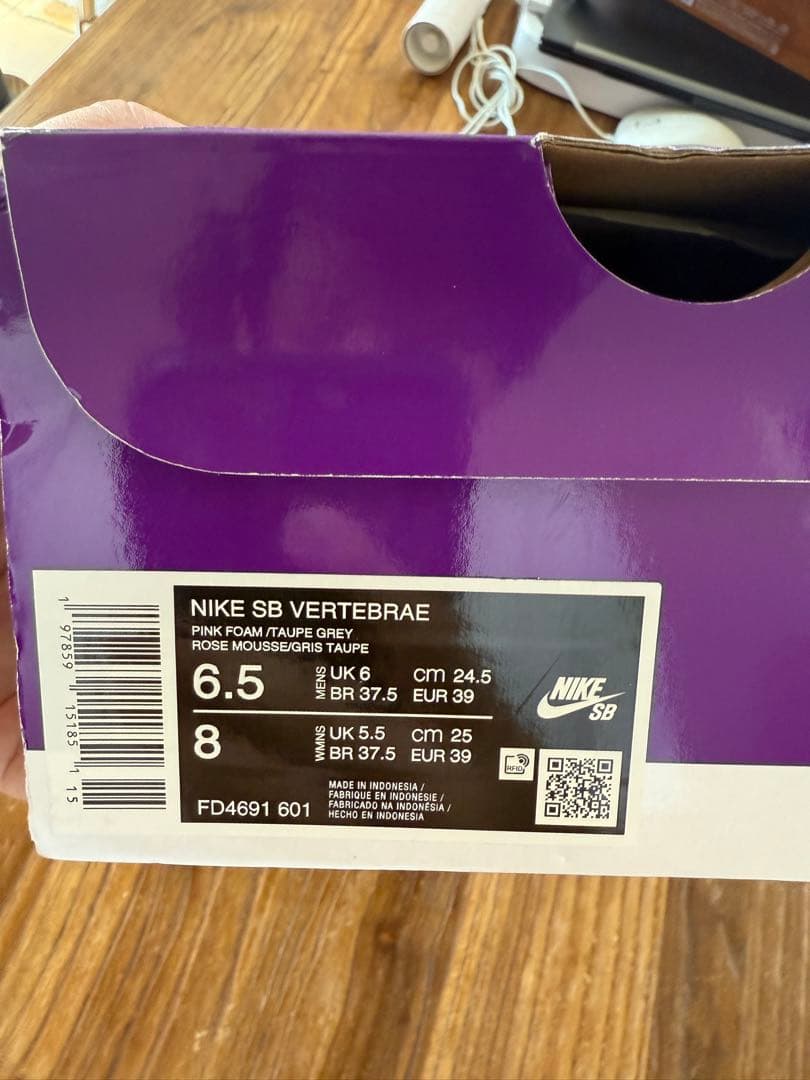 NIKE SB VERTEBRAE
PINK FOAM /TAUPE GREY
ROSE MOUSSE/GRIS TAUPE
6.5 MENS UK 6 cm 24.5
BR 37.5 EUR 39
8 WMNS UK 5.5 cm 25
BR 37.5 EUR 39
FD4691 601
MADE IN INDONESIA /
FABRIQUE EN INDONESIE /
FABRICADO NA INDONÉSIA /
HECHO EN INDONESIA
RFID
NIKE
SB
1 97859 15185 1 15